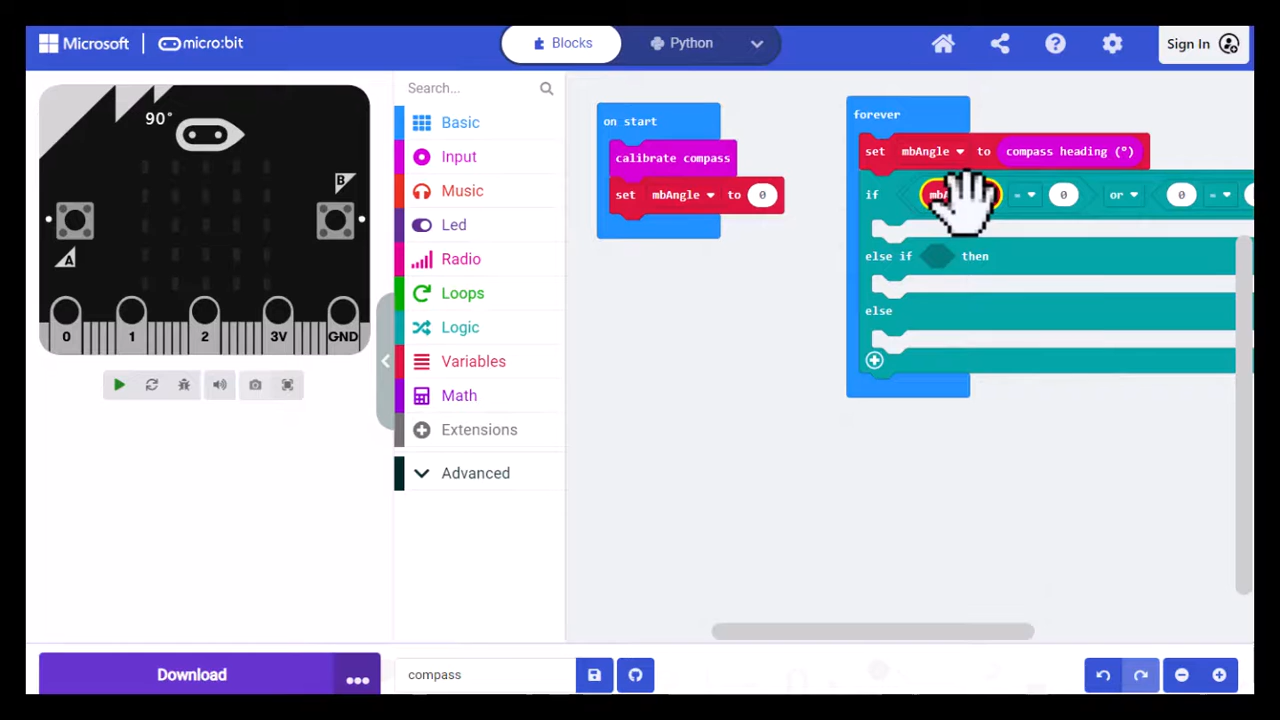 Microsoft micro:bit Blocks Python Sign In
90°
B
A
0 1 2 3V GND
Search...
Basic
Input
Music
Led
Radio
Loops
Logic
Variables
Math
Extensions
Advanced
on start
calibrate compass
set mbAngle to 0
forever
set mbAngle to compass heading (°)
if = 0 or 0 =
else if then
else
Download ... compass